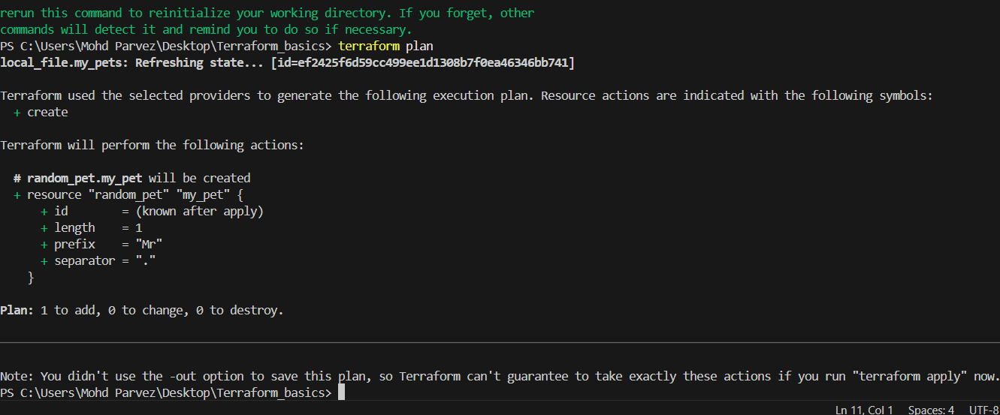 rerun this command to reinitialize your working directory. If you forget, other
commands will detect it and remind you to do so if necessary.
PS C:\Users\Mohd Parvez\Desktop\Terraform_basics> terraform plan
local_file.my_pets: Refreshing state... [id=ef2425f6d59cc499ee1d1308b7f0ea46346bb741]

Terraform used the selected providers to generate the following execution plan. Resource actions are indicated with the following symbols:
  + create

Terraform will perform the following actions:

  # random_pet.my_pet will be created
  + resource "random_pet" "my_pet" {
      + id        = (known after apply)
      + length    = 1
      + prefix    = "Mr"
      + separator = "."
    }

Plan: 1 to add, 0 to change, 0 to destroy.

Note: You didn't use the -out option to save this plan, so Terraform can't guarantee to take exactly these actions if you run "terraform apply" now.
PS C:\Users\Mohd Parvez\Desktop\Terraform_basics>
Ln 11, Col 1 Spaces: 4 UTF-8